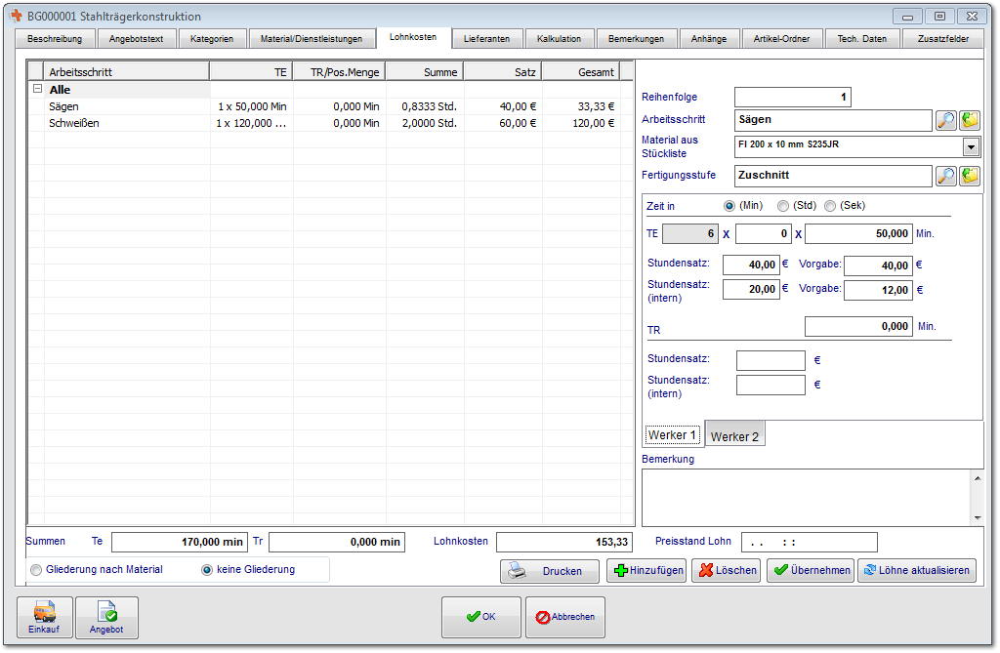 BG000001 Stahlträgerkonstruktion
Beschreibung Angebotstext Kategorien Material/Dienstleistungen Lohnkosten Lieferanten Kalkulation Bemerkungen Anhänge Artikel-Ordner Tech. Daten Zusatzfelder
Arbeitsschritt TE TR/Pos.Menge Summe Satz Gesamt
Alle
Sägen 1 x 50,000 Min 0,000 Min 0,8333 Std. 40,00 € 33,33 €
Schweißen 1 x 120,000 ... 0,000 Min 2,0000 Std. 60,00 € 120,00 €
Reihenfolge 1
Arbeitsschritt Sägen
Material aus
Stückliste
Fl 200 x 10 mm S235JR
Fertigungsstufe Zuschnitt
Zeit in (Min) (Std) (Sek)
TE 6 X 0 X 50,000 Min.
Stundensatz: 40,00 € Vorgabe: 40,00 €
Stundensatz:
(intern)
20,00 € Vorgabe: 12,00 €
TR 0,000 Min.
Stundensatz: €
Stundensatz:
(intern)
€
Werker 1 Werker 2
Bemerkung
Summen Te 170,000 min Tr 0,000 min Lohnkosten 153,33 Preisstand Lohn . . : :
Gliederung nach Material keine Gliederung Drucken Hinzufügen Löschen Übernehmen Löhne aktualisieren
Einkauf Angebot OK Abbrechen